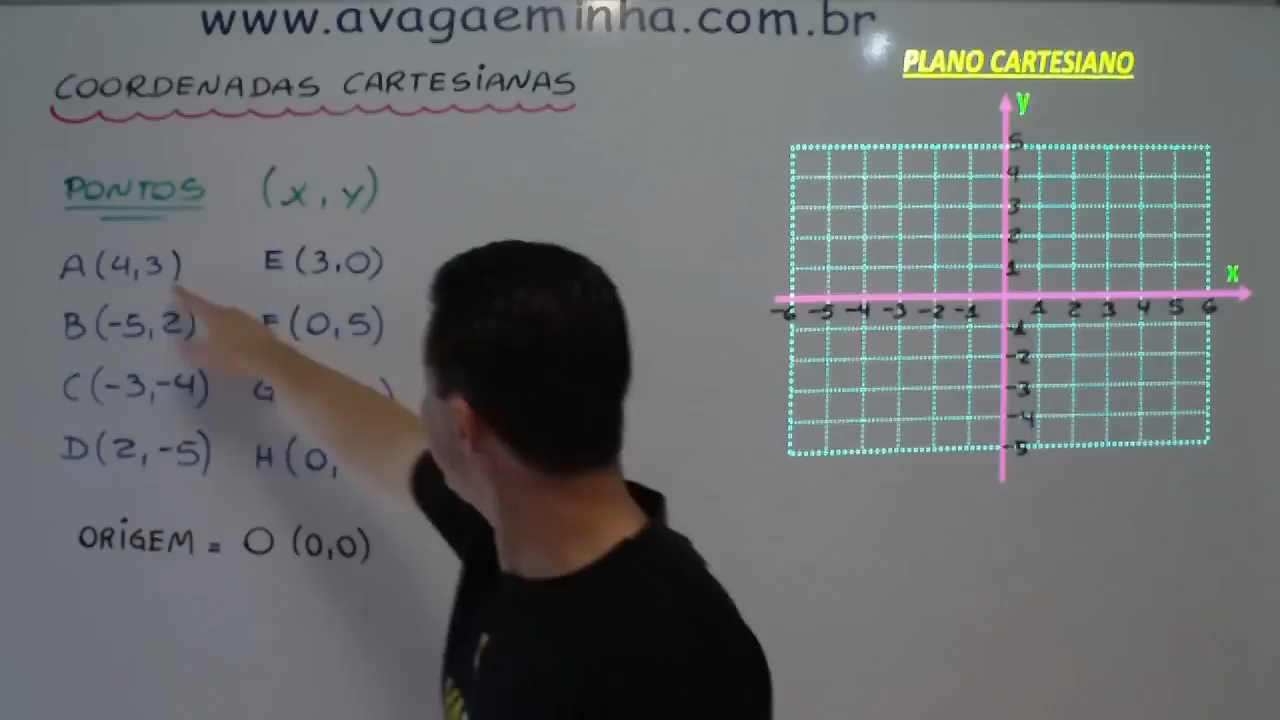 www.avagaeminha.com.br
COORDENADAS CARTESIANAS
PONTOS (x, y)
A(4,3) E(3,0)
B(-5,2) F(0,5)
C(-3,-4) G )
D(2,-5) H(0,
ORIGEM = O (0,0)
PLANO CARTESIANO
y
5
4
3
2
1
x
-6 -5 -4 -3 -2 -1 1 2 3 4 5 6
-1
-2
-3
-4
-5